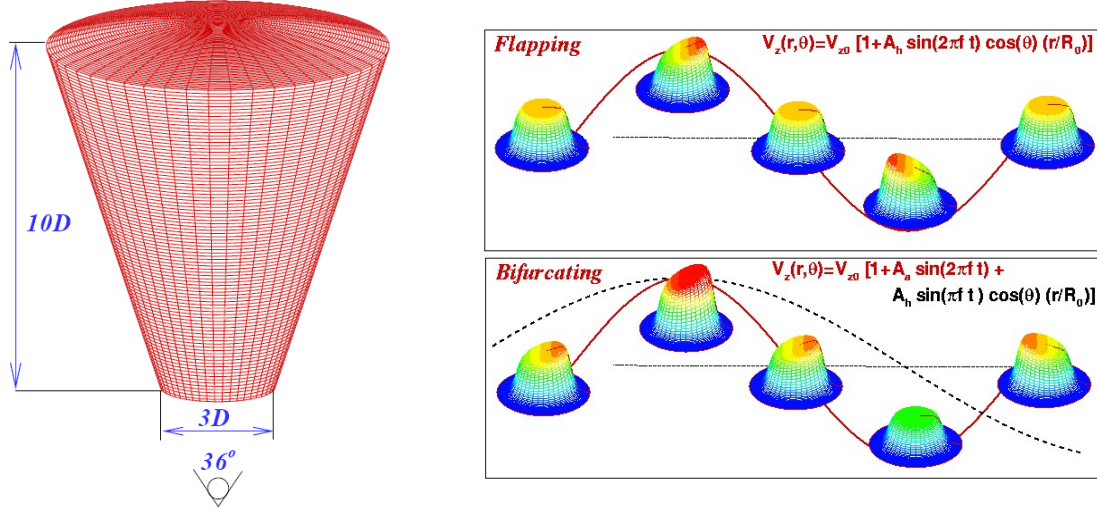 10D
3D
36°
Flapping
V_z(r,θ)=V_z0 [1+A_h sin(2πf t) cos(θ) (r/R_0)]
Bifurcating
V_z(r,θ)=V_z0 [1+A_a sin(2πf t) +
A_h sin(πf t) cos(θ) (r/R_0)]